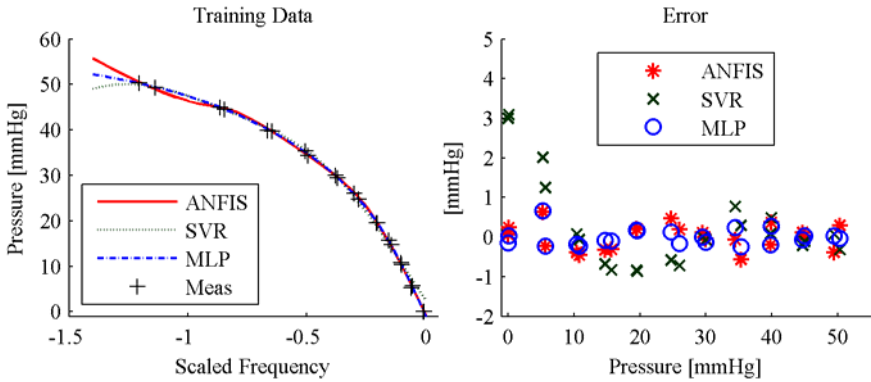 Training Data
Pressure [mmHg]
60
50
40
30
20
10
0
ANFIS
SVR
MLP
Meas
-1.5
-1
-0.5
0
Scaled Frequency
Error
[mmHg]
5
4
3
2
1
0
-1
-2
ANFIS
SVR
MLP
0
10
20
30
40
50
Pressure [mmHg]